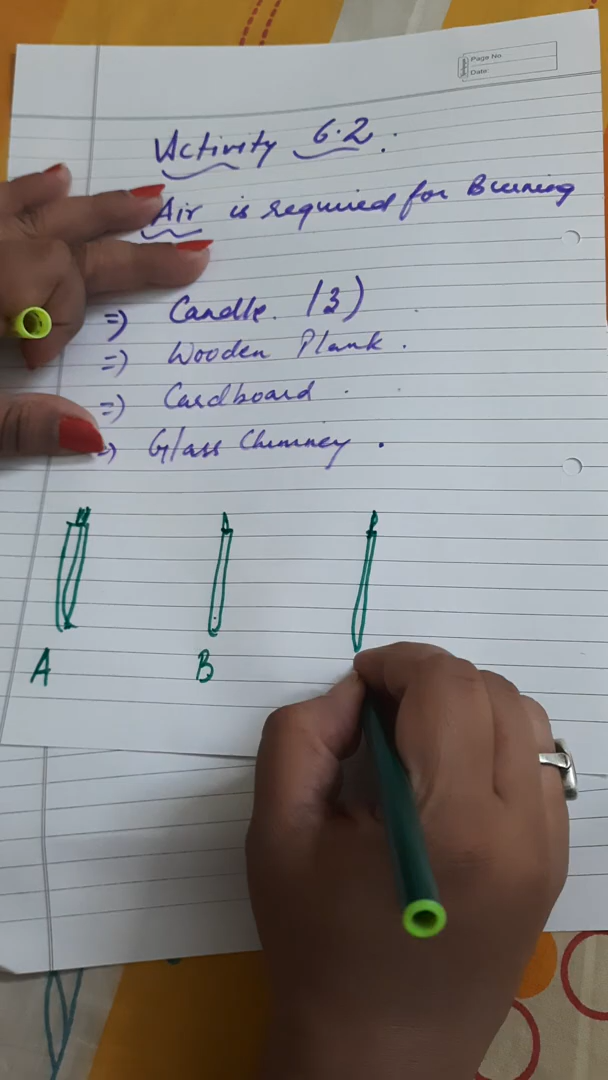 Page No.
Date:
Activity 6.2.
Air is required for Burning
=) Candle. (3)
=) Wooden Plank.
=) Cardboard.
=) Glass Chimney.
A
B